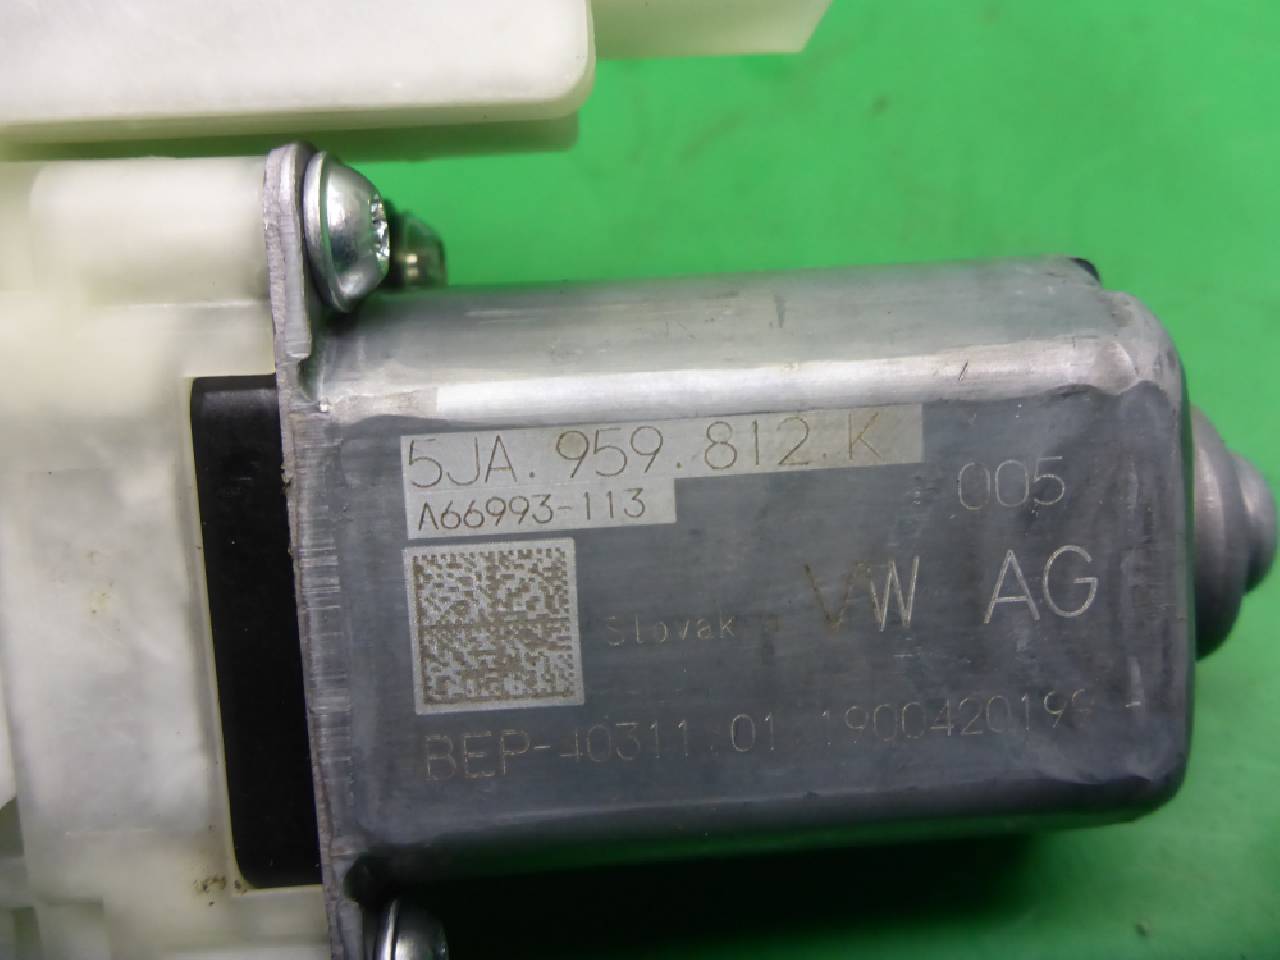 5JA.959.812.K
005
A66993-113
VW AG
Slovak
BEP-40311.01